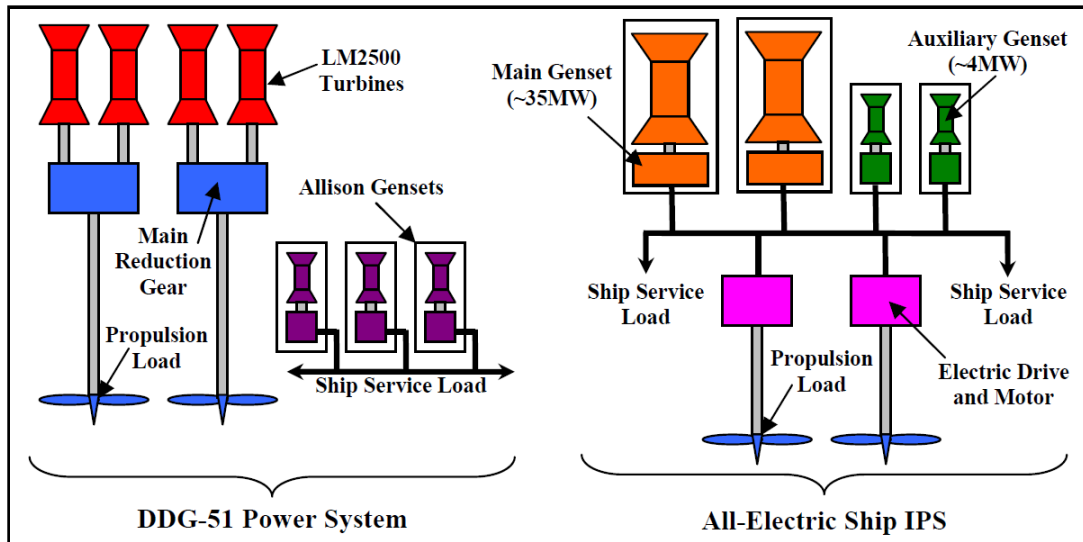 LM2500
Turbines
Allison Gensets
Main
Reduction
Gear
Propulsion
Load
Ship Service Load
DDG-51 Power System
Main Genset
(~35MW)
Auxiliary Genset
(~4MW)
Ship Service
Load
Ship Service
Load
Propulsion
Load
Electric Drive
and Motor
All-Electric Ship IPS